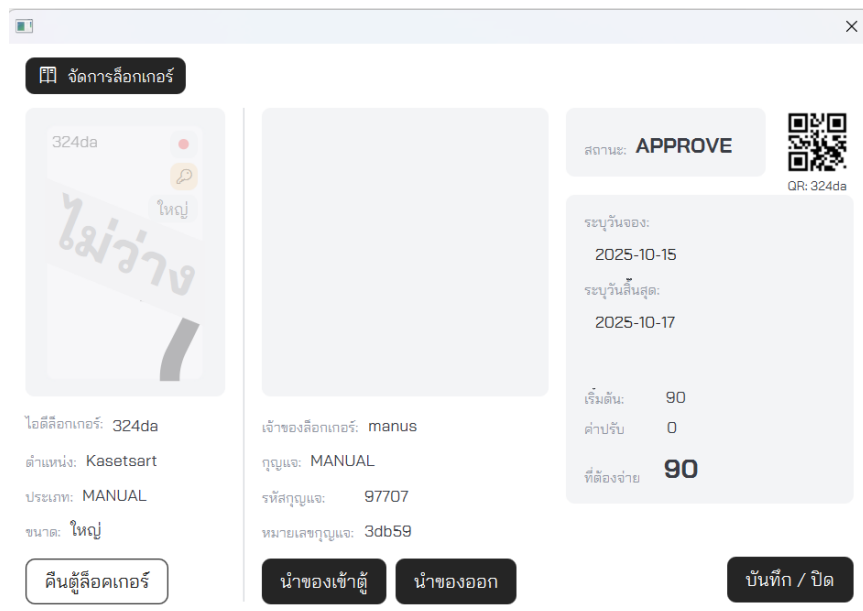 จัดการล็อกเกอร์
324da
ใหญ่
ไม่ว่าง
7
ไอดีล็อกเกอร์: 324da
ตำแหน่ง: Kasetsart
ประเภท: MANUAL
ขนาด: ใหญ่
คืนตู้ล็อคเกอร์
เจ้าของล็อกเกอร์: manus
กุญแจ: MANUAL
รหัสกุญแจ: 97707
หมายเลขกุญแจ: 3db59
นำของเข้าตู้
นำของออก
สถานะ: APPROVE
QR: 324da
ระบุวันจอง:
2025-10-15
ระบุวันสิ้นสุด:
2025-10-17
เริ่มต้น: 90
ค่าปรับ 0
ที่ต้องจ่าย 90
บันทึก / ปิด